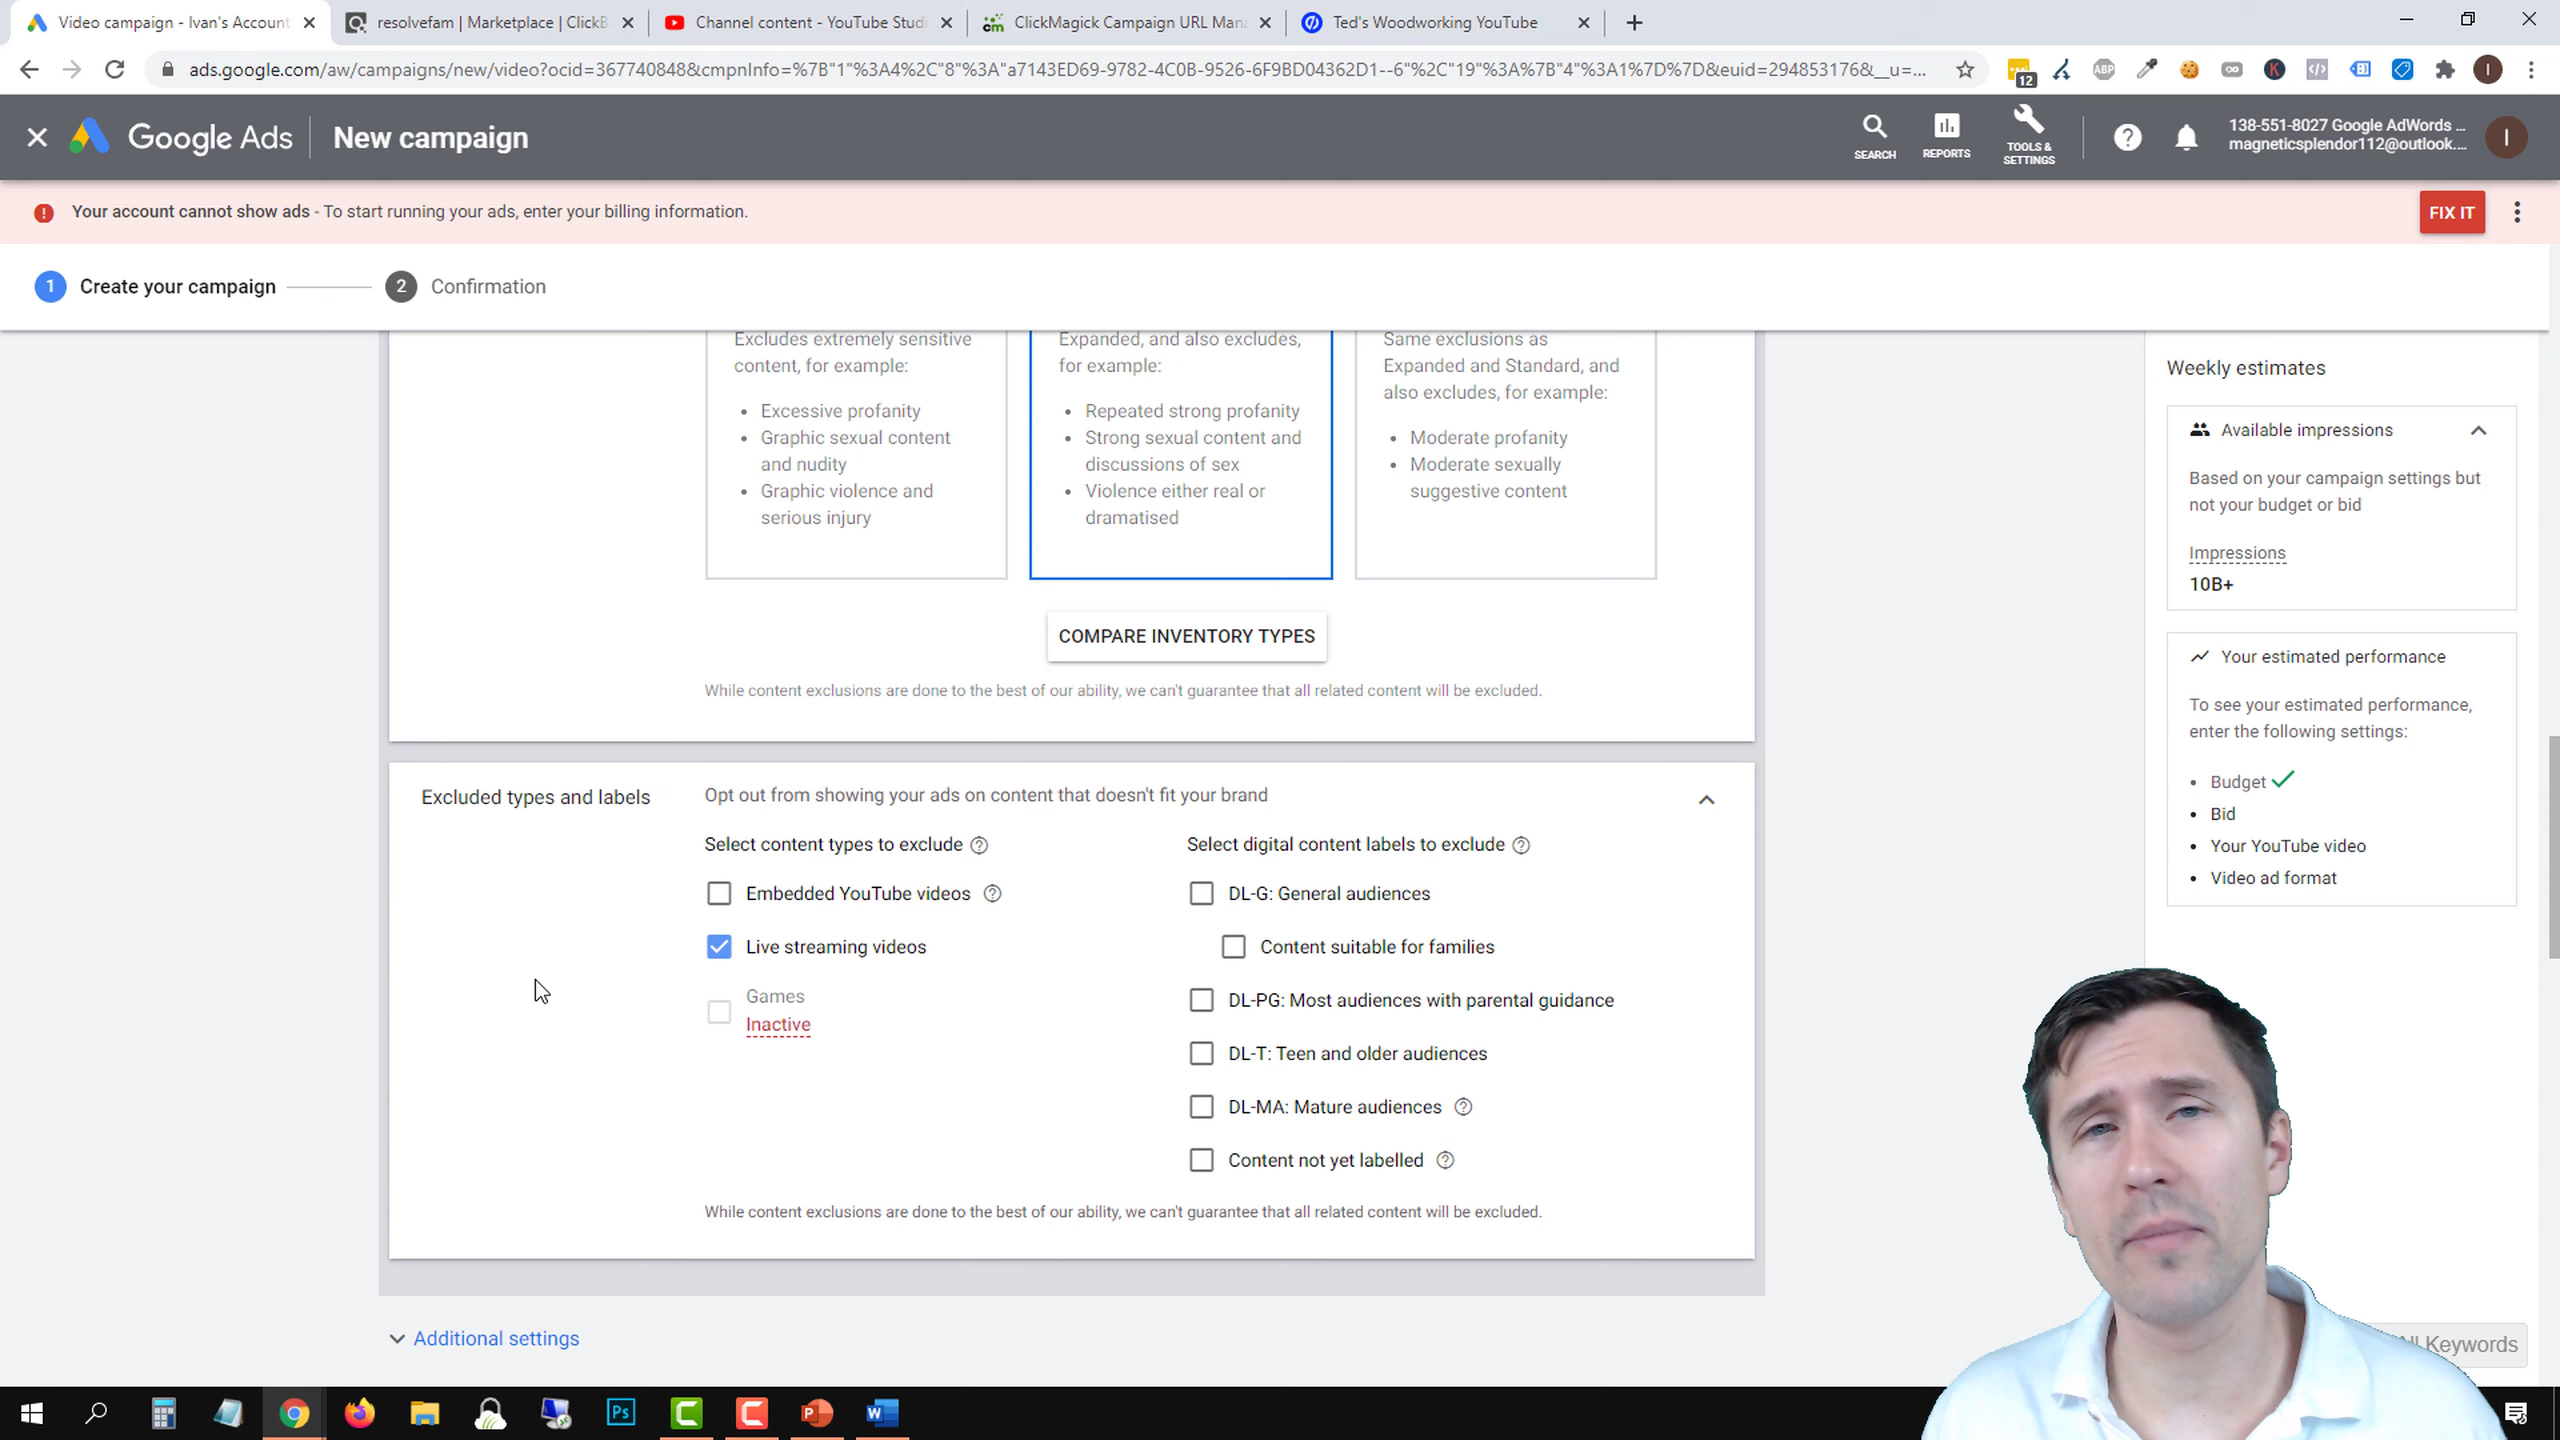 Video campaign - Ivan's Account
resolvefam | Marketplace | ClickB
Channel content - YouTube Studi
ClickMagick Campaign URL Mana
Ted's Woodworking YouTube
ads.google.com/aw/campaigns/new/video?ocid=367740848&cmpnInfo=%7B"1"%3A4%2C"8"%3A"a7143ED69-9782-4C0B-9526-6F9BD04362D1--6"%2C"19"%3A%7B"4"%3A1%7D%7D&euid=294853176&__u=...
ABP
12
K
I
Google Ads
New campaign
SEARCH
REPORTS
TOOLS &
SETTINGS
138-551-8027 Google AdWords ...
magneticsplendor112@outlook....
I
Your account cannot show ads - To start running your ads, enter your billing information.
FIX IT
1 Create your campaign
2 Confirmation
Excludes extremely sensitive
content, for example:
• Excessive profanity
• Graphic sexual content
and nudity
• Graphic violence and
serious injury
Expanded, and also excludes,
for example:
• Repeated strong profanity
• Strong sexual content and
discussions of sex
• Violence either real or
dramatised
Same exclusions as
Expanded and Standard, and
also excludes, for example:
• Moderate profanity
• Moderate sexually
suggestive content
COMPARE INVENTORY TYPES
While content exclusions are done to the best of our ability, we can't guarantee that all related content will be excluded.
Excluded types and labels
Opt out from showing your ads on content that doesn't fit your brand
Select content types to exclude
Embedded YouTube videos
Live streaming videos
Games
Inactive
Select digital content labels to exclude
DL-G: General audiences
Content suitable for families
DL-PG: Most audiences with parental guidance
DL-T: Teen and older audiences
DL-MA: Mature audiences
Content not yet labelled
While content exclusions are done to the best of our ability, we can't guarantee that all related content will be excluded.
Additional settings
Weekly estimates
Available impressions
Based on your campaign settings but
not your budget or bid
Impressions
10B+
Your estimated performance
To see your estimated performance,
enter the following settings:
• Budget
• Bid
• Your YouTube video
• Video ad format
Keywords
Ps